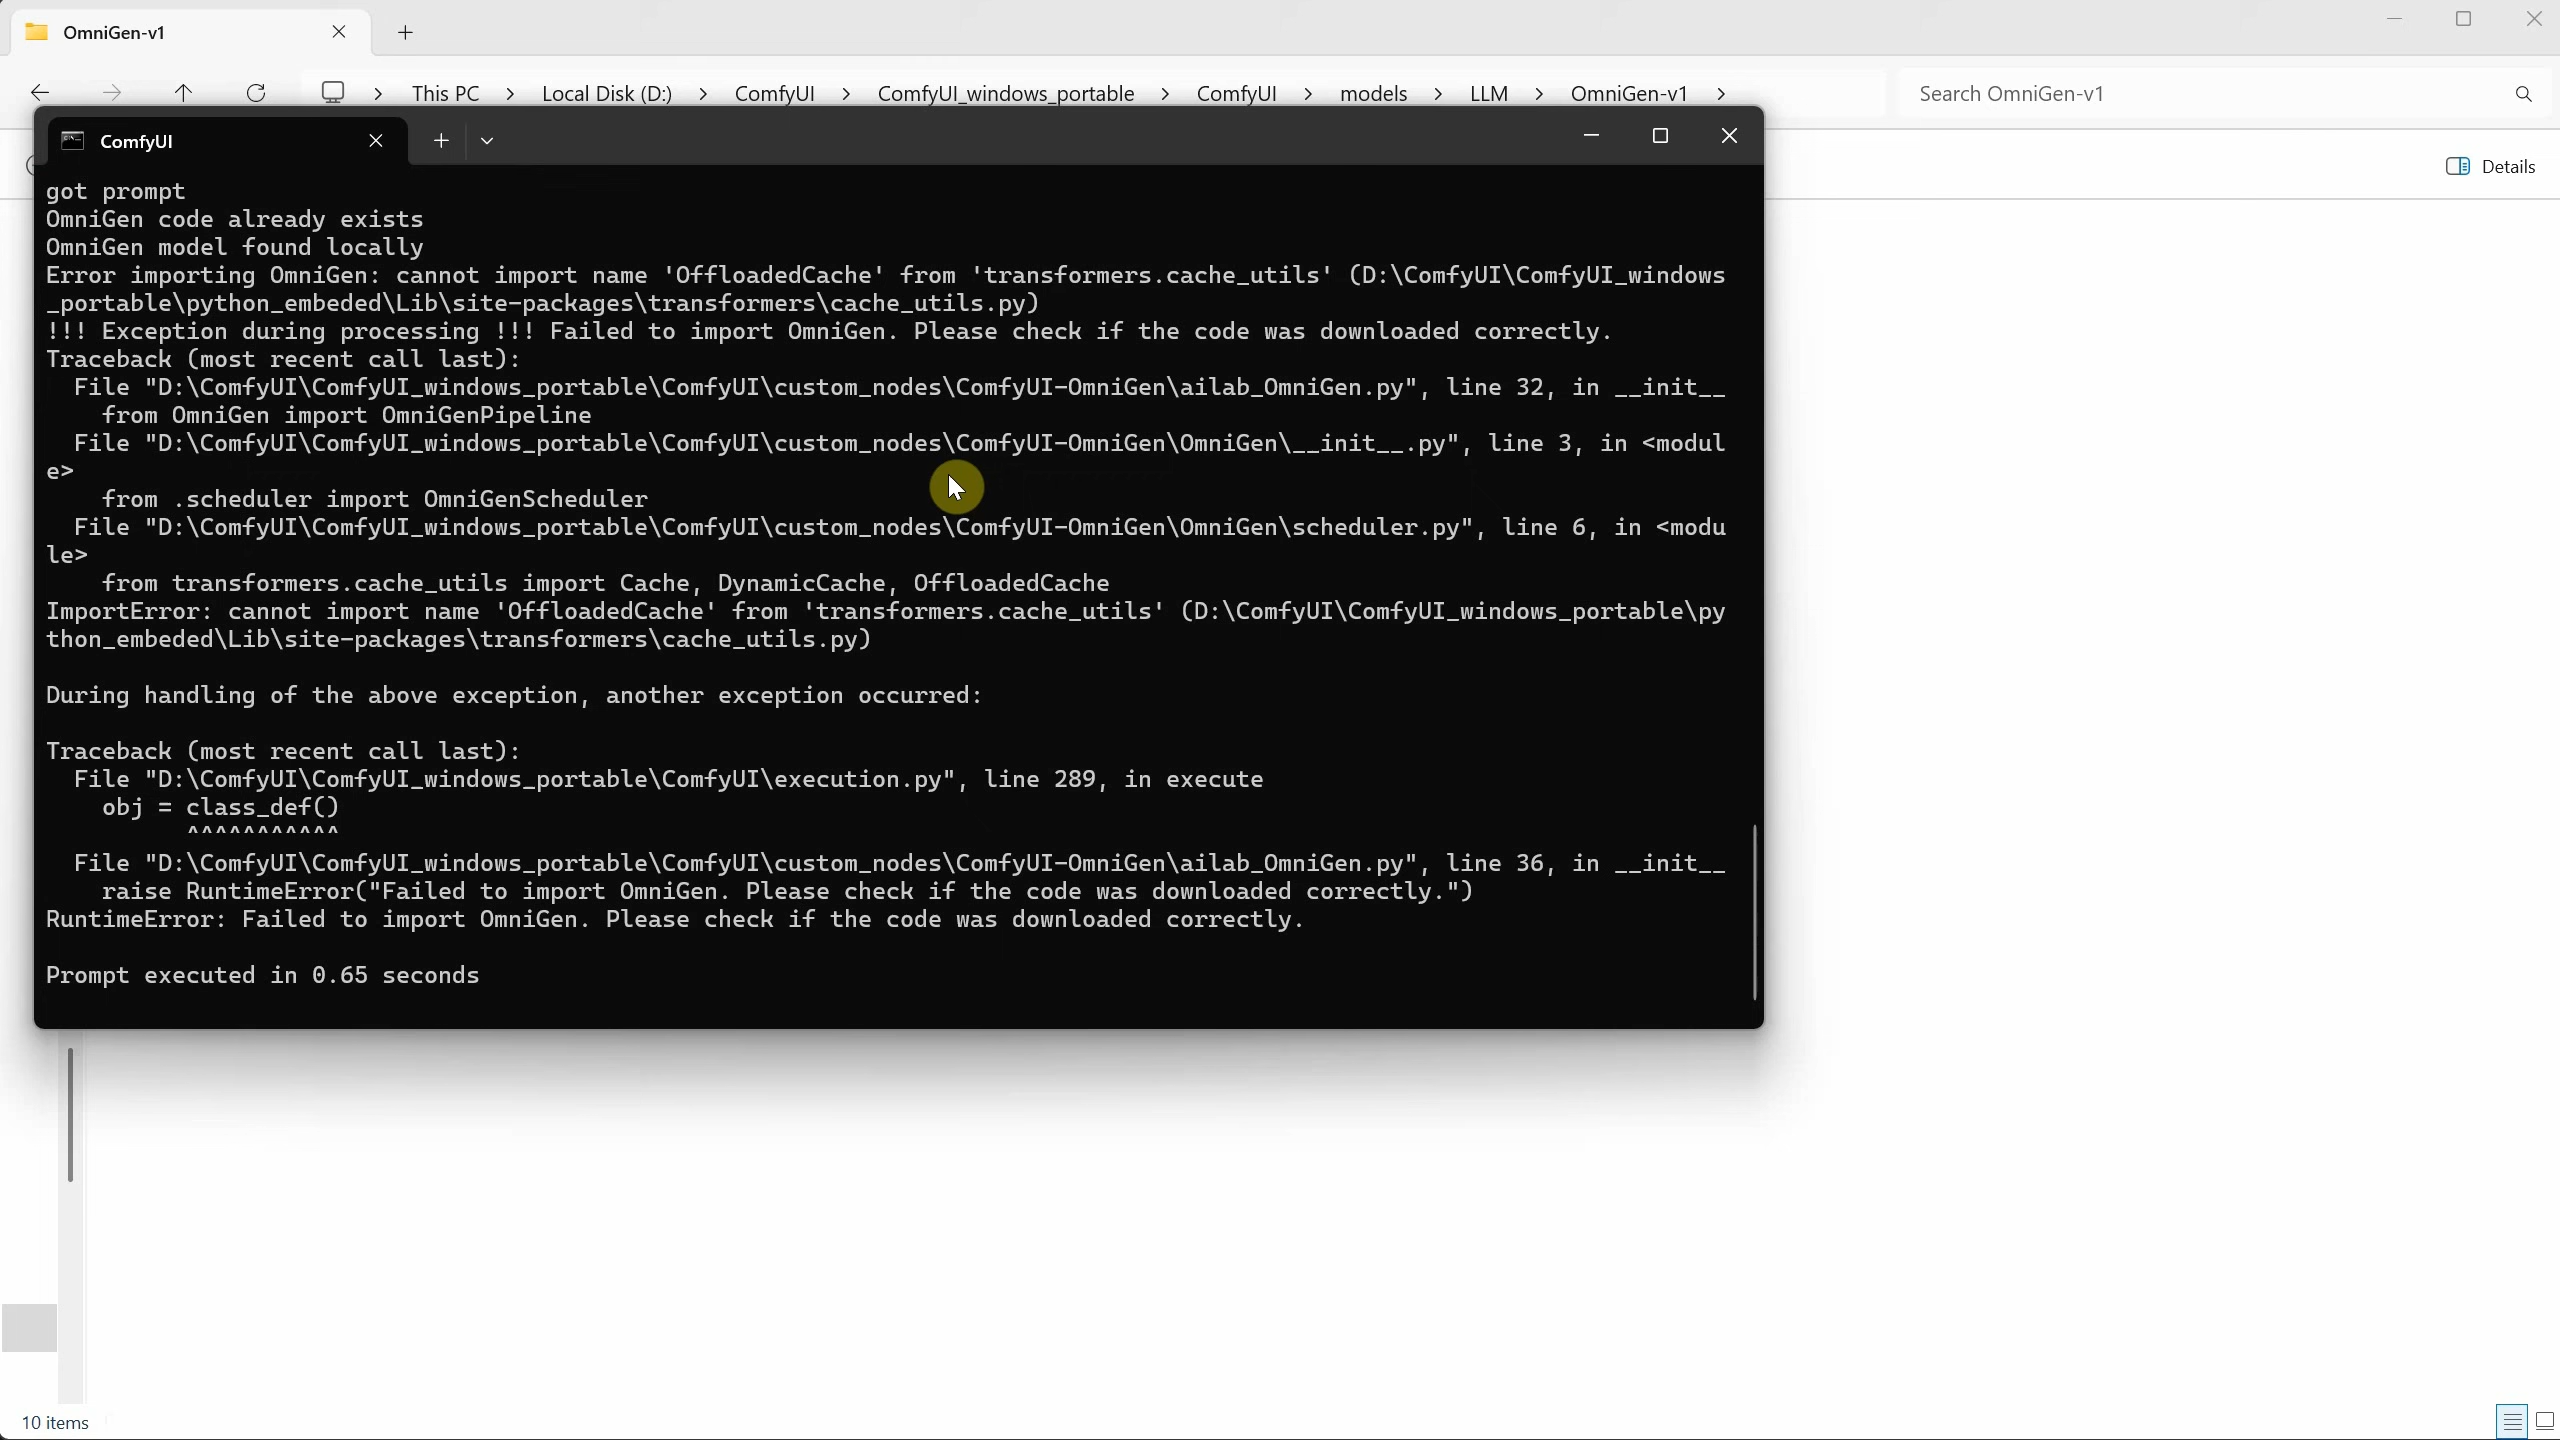 OmniGen-v1
This PC > Local Disk (D:) > ComfyUI > ComfyUI_windows_portable > ComfyUI > models > LLM > OmniGen-v1 >
Search OmniGen-v1
ComfyUI
Details
got prompt
OmniGen code already exists
OmniGen model found locally
Error importing OmniGen: cannot import name 'OffloadedCache' from 'transformers.cache_utils' (D:\ComfyUI\ComfyUI_windows
_portable\python_embeded\Lib\site-packages\transformers\cache_utils.py)
!!! Exception during processing !!! Failed to import OmniGen. Please check if the code was downloaded correctly.
Traceback (most recent call last):
File "D:\ComfyUI\ComfyUI_windows_portable\ComfyUI\custom_nodes\ComfyUI-OmniGen\ailab_OmniGen.py", line 32, in __init__
from OmniGen import OmniGenPipeline
File "D:\ComfyUI\ComfyUI_windows_portable\ComfyUI\custom_nodes\ComfyUI-OmniGen\OmniGen\__init__.py", line 3, in <modul
e>
from .scheduler import OmniGenScheduler
File "D:\ComfyUI\ComfyUI_windows_portable\ComfyUI\custom_nodes\ComfyUI-OmniGen\OmniGen\scheduler.py", line 6, in <modu
le>
from transformers.cache_utils import Cache, DynamicCache, OffloadedCache
ImportError: cannot import name 'OffloadedCache' from 'transformers.cache_utils' (D:\ComfyUI\ComfyUI_windows_portable\py
thon_embeded\Lib\site-packages\transformers\cache_utils.py)
During handling of the above exception, another exception occurred:
Traceback (most recent call last):
File "D:\ComfyUI\ComfyUI_windows_portable\ComfyUI\execution.py", line 289, in execute
obj = class_def()
^^^^^^^^^^^
File "D:\ComfyUI\ComfyUI_windows_portable\ComfyUI\custom_nodes\ComfyUI-OmniGen\ailab_OmniGen.py", line 36, in __init__
raise RuntimeError("Failed to import OmniGen. Please check if the code was downloaded correctly.")
RuntimeError: Failed to import OmniGen. Please check if the code was downloaded correctly.
Prompt executed in 0.65 seconds
10 items